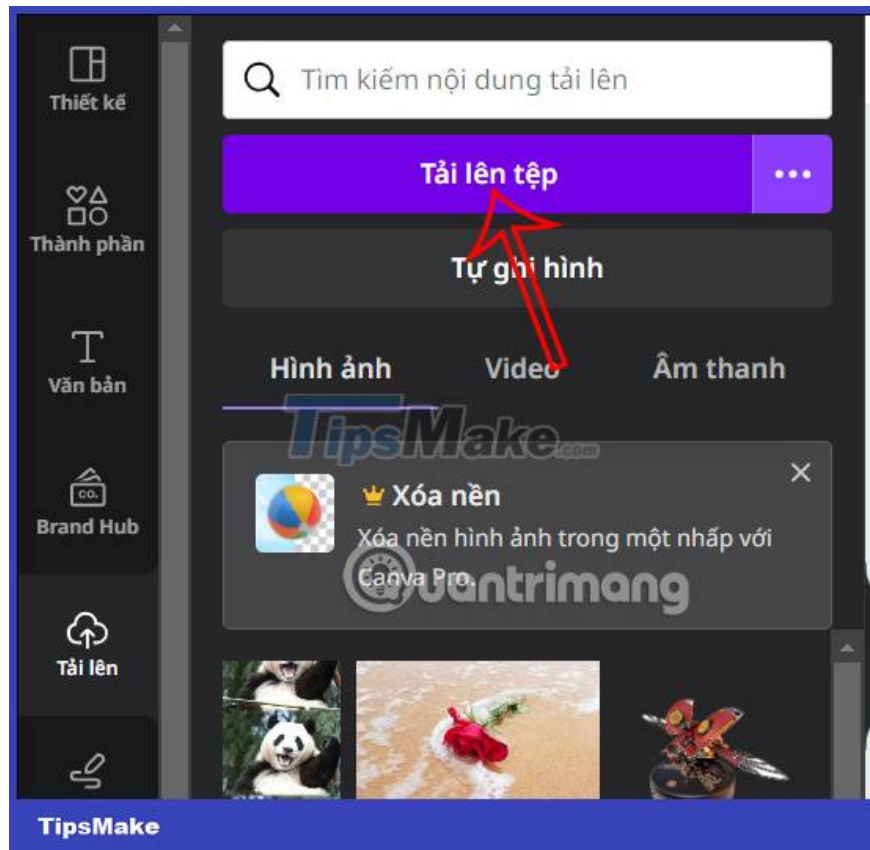 Thiết kế
Thành phần
Văn bản
CO.
Brand Hub
Tải lên
Tìm kiếm nội dung tải lên
Tải lên tệp
Tự ghi hình
Hình ảnh
Video
Âm thanh
TipsMake.com
Xóa nền
Xóa nền hình ảnh trong một nhấp với
Canva Pro.
Quantrimang
TipsMake